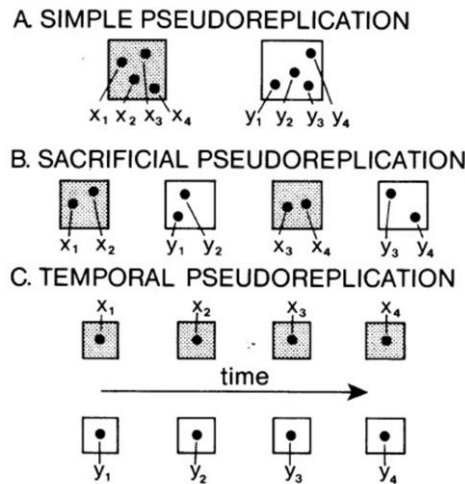 A. SIMPLE PSEUDOREPLICATION
x₁ x₂ x₃ x₄ y₁ y₂ y₃ y₄
B. SACRIFICIAL PSEUDOREPLICATION
x₁ x₂ y₁ y₂ x₃ x₄ y₃ y₄
C. TEMPORAL PSEUDOREPLICATION
x₁ x₂ x₃ x₄
time
y₁ y₂ y₃ y₄